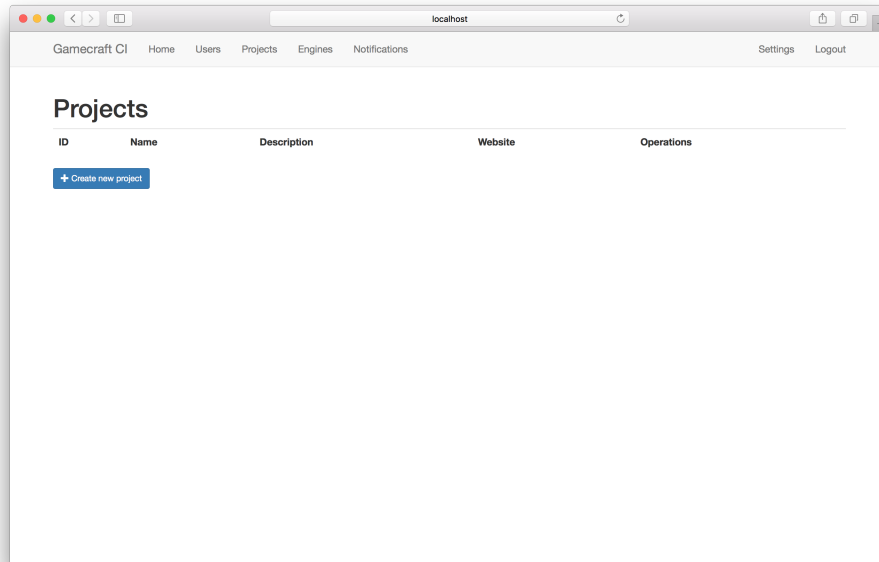 localhost
Gamecraft CI Home Users Projects Engines Notifications Settings Logout
Projects
ID Name Description Website Operations
Create new project